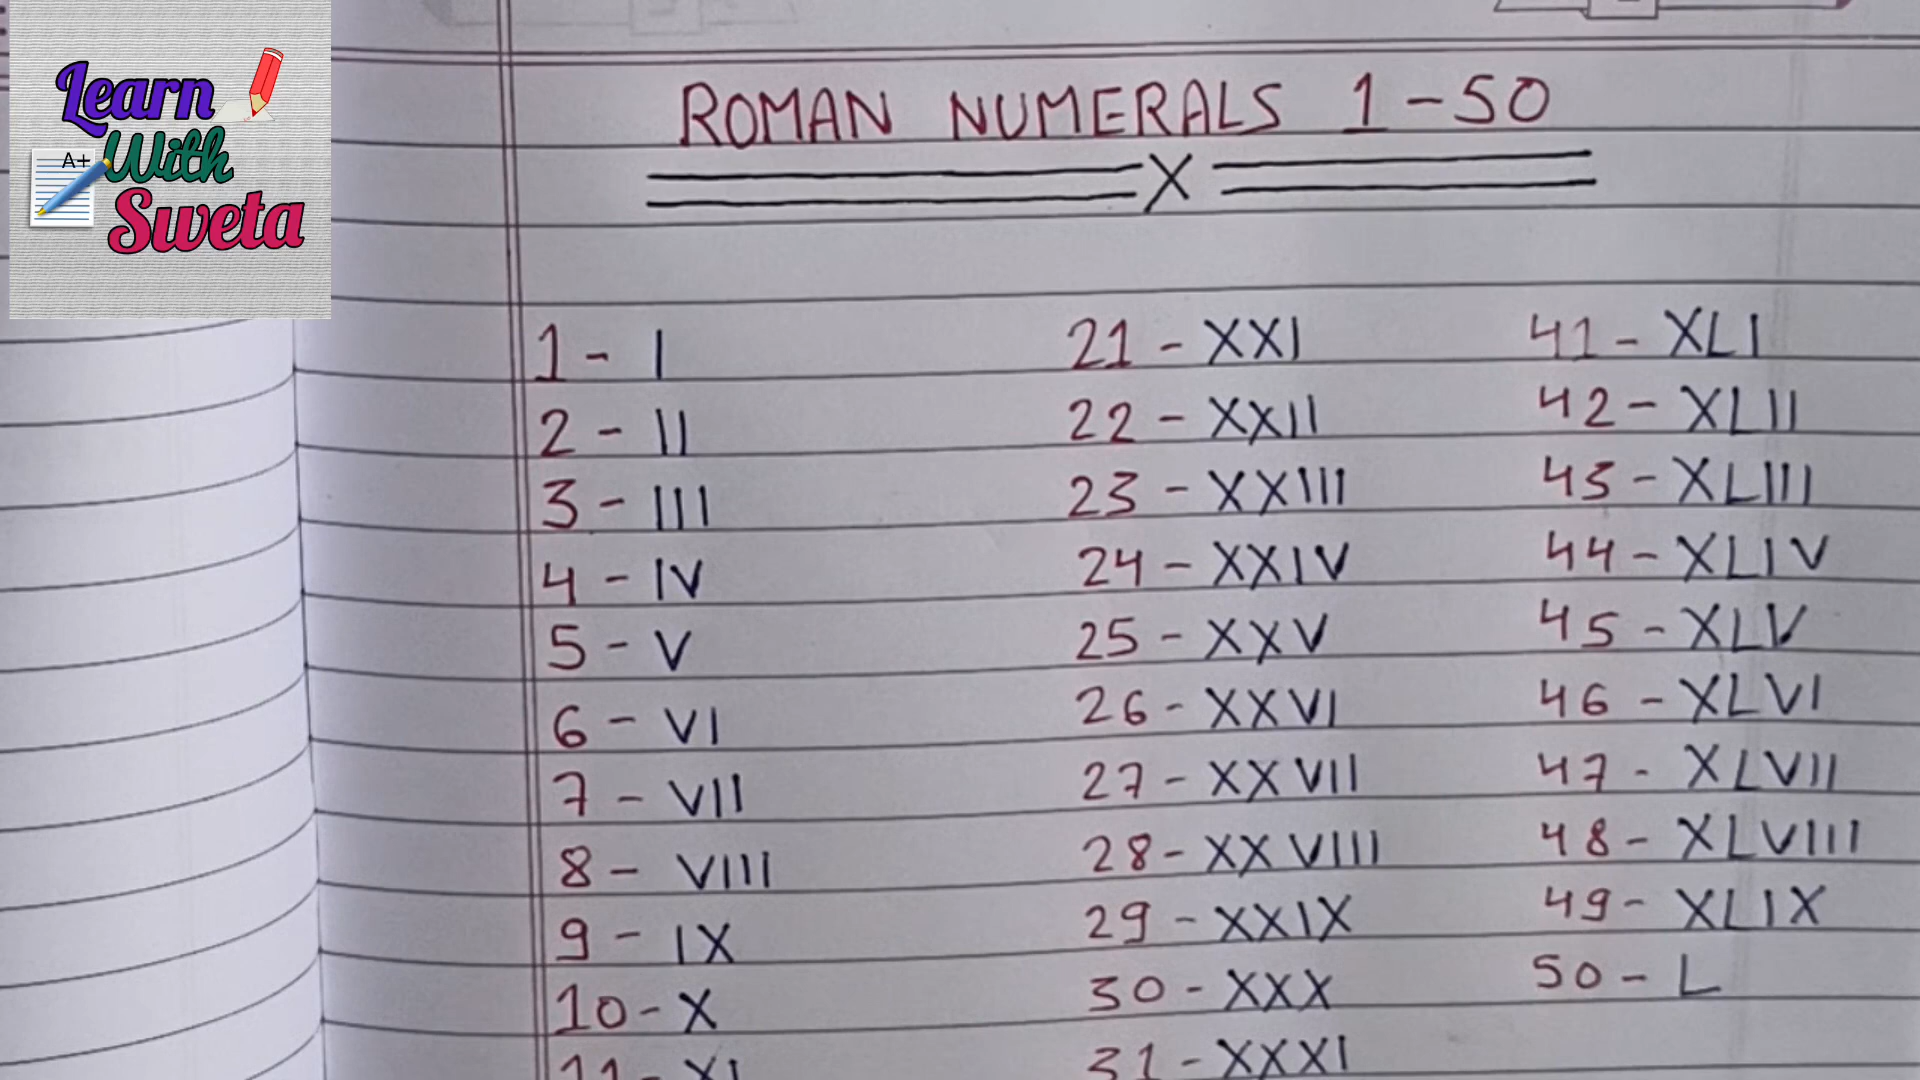 Learn
With
Sweta
A+
ROMAN NUMERALS 1-50
X
1 - I
2 - II
3 - III
4 - IV
5 - V
6 - VI
7 - VII
8 - VIII
9 - IX
10 - X
11 - XI
21 - XXI
22 - XXII
23 - XXIII
24 - XXIV
25 - XXV
26 - XXVI
27 - XXVII
28 - XXVIII
29 - XXIX
30 - XXX
31 - XXXI
41 - XLI
42 - XLII
43 - XLIII
44 - XLIV
45 - XLV
46 - XLVI
47 - XLVII
48 - XLVIII
49 - XLIX
50 - L